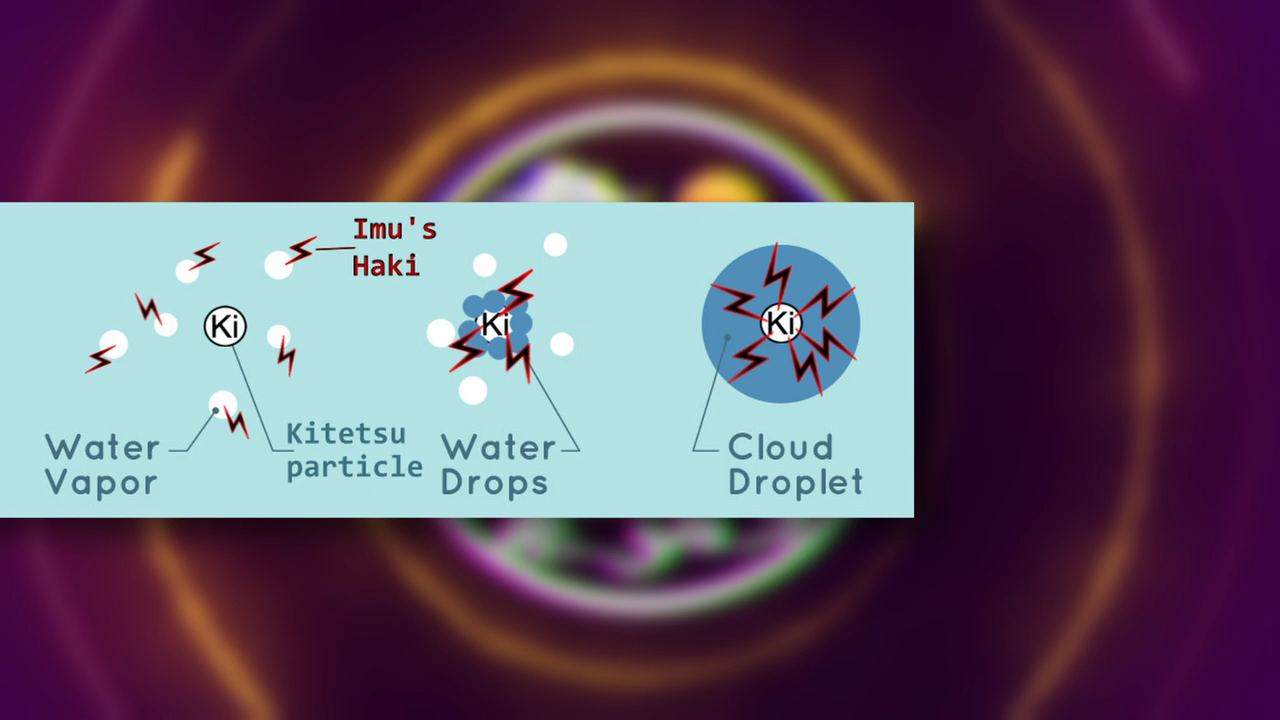 Imu's
Haki
Ki
Ki
Ki
Water
Vapor
Kitetsu
particle
Water
Drops
Cloud
Droplet